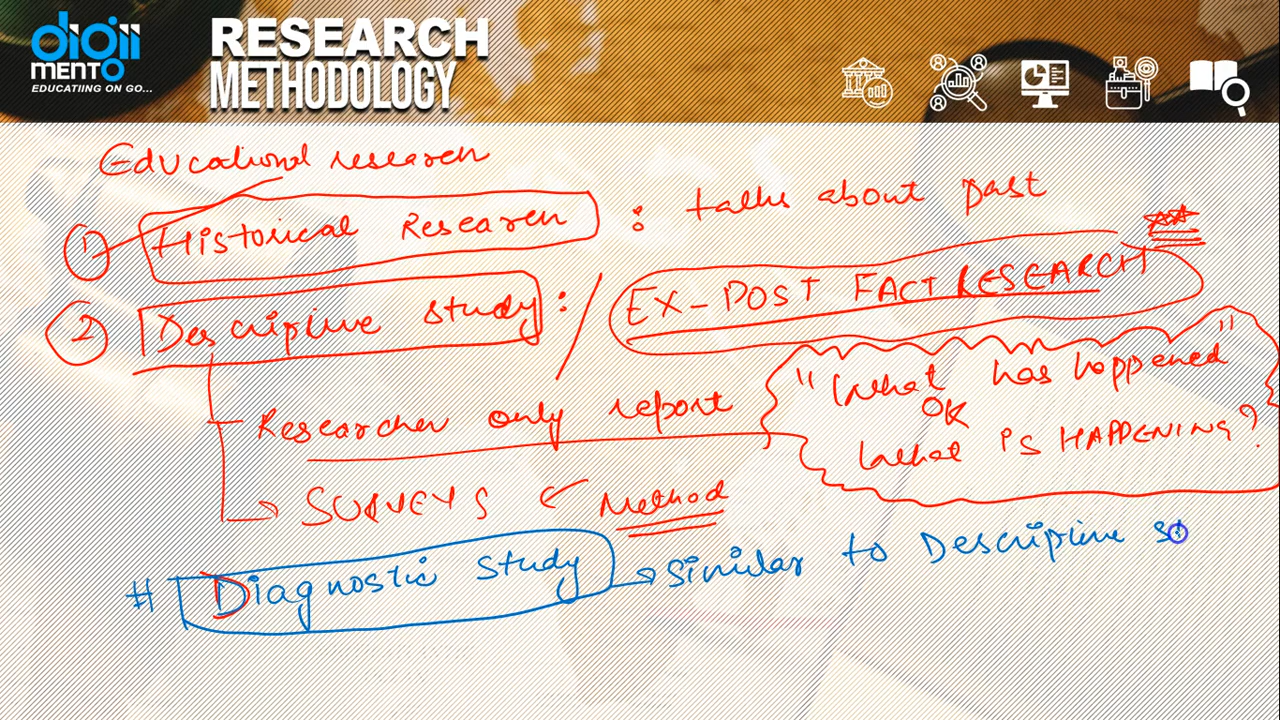 digii
MENTO
EDUCATIING ON GO...
RESEARCH
METHODOLOGY
Educational research
1 Historical Research : talks about past
2 Descriptive study : / EX-POST FACT RESEARCH
Researcher only report "What has happened"
OR
What is HAPPENING?
SURVEYS ← Method
# Diagnostic study → similar to Descriptive s